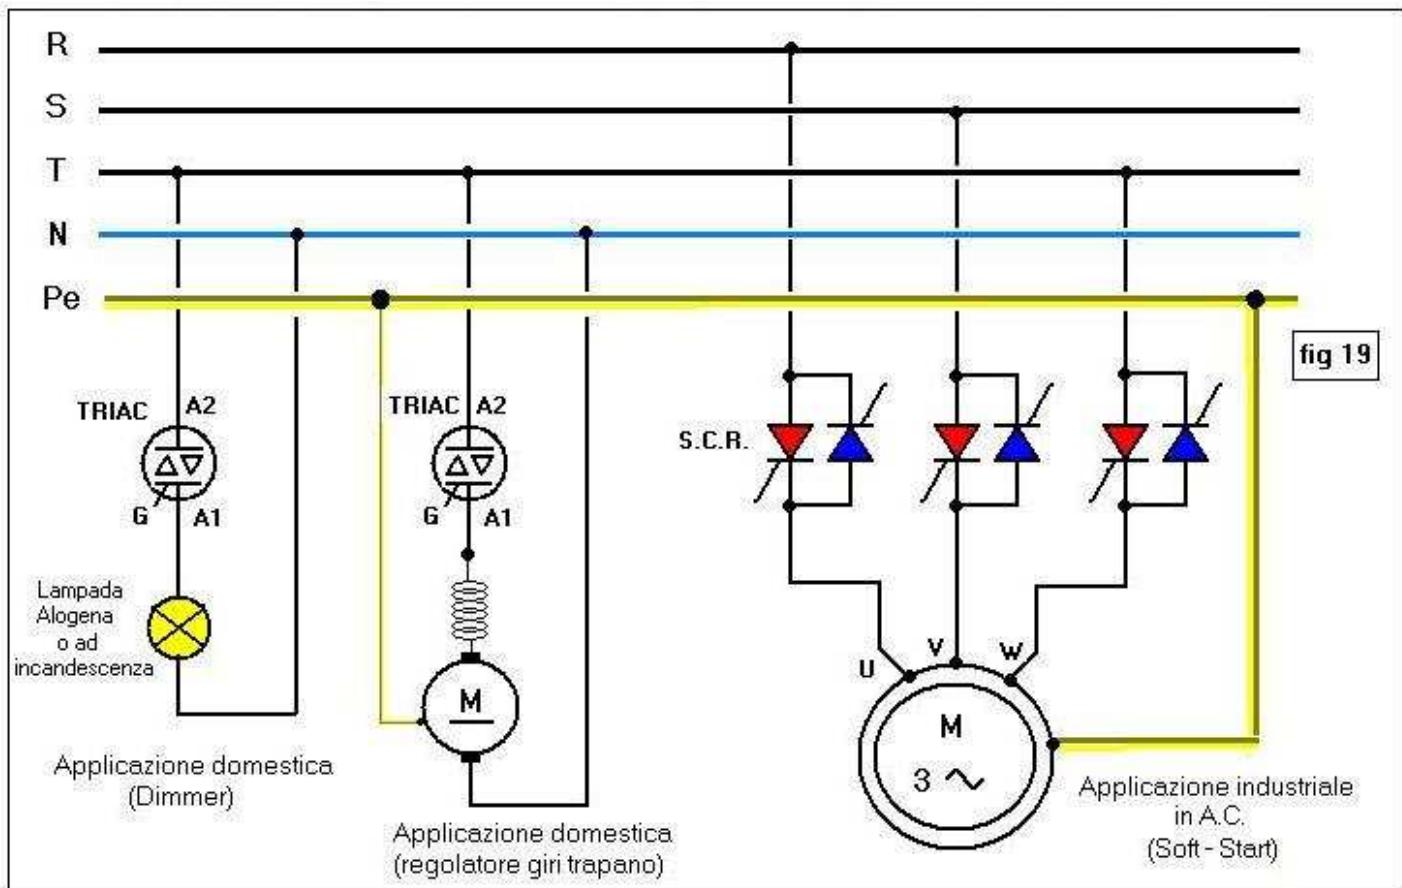 R
S
T
N
Pe
fig 19
TRIAC A2
TRIAC A2
S.C.R.
G A1
G A1
Lampada
Alogena
o ad
incandescenza
M
U V W
M
3
Applicazione domestica
(Dimmer)
Applicazione domestica
(regolatore giri trapano)
Applicazione industriale
in A.C.
(Soft - Start)